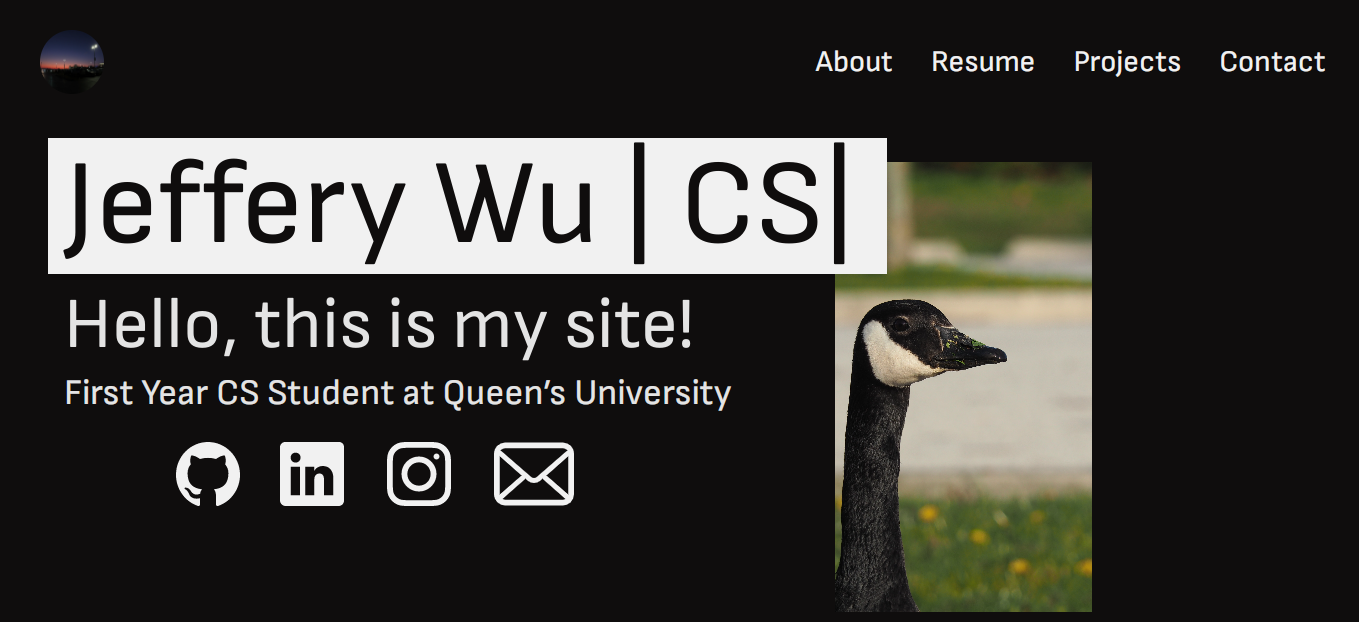 About Resume Projects Contact
Jeffery Wu | CS|
Hello, this is my site!
First Year CS Student at Queen’s University
in